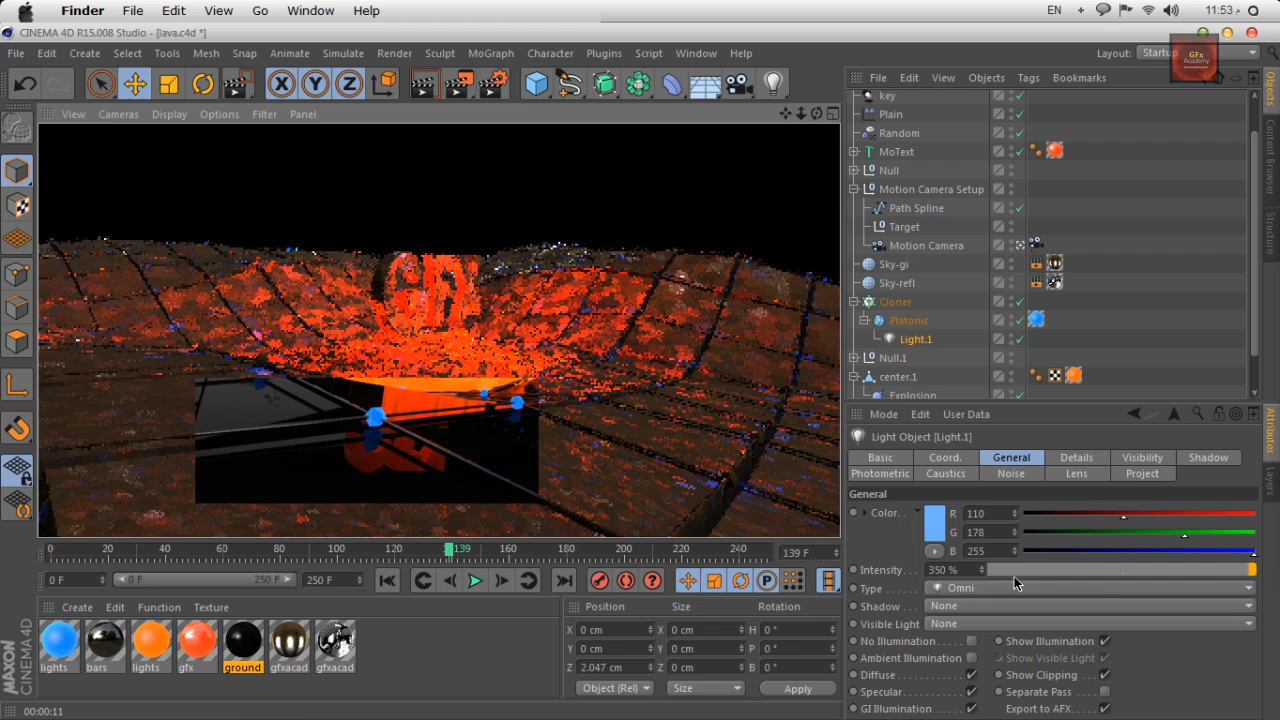 Finder File Edit View Go Window Help EN 11:53
CINEMA 4D R15.008 Studio - [lava.c4d *]
File Edit Create Select Tools Mesh Snap Animate Simulate Render Sculpt MoGraph Character Plugins Script Window Help Layout: Startup
GFx
Academy
X Y Z
View Cameras Display Options Filter Panel
File Edit View Objects Tags Bookmarks
key
Plain
Random
MoText
Null
Motion Camera Setup
Path Spline
Target
Motion Camera
Sky-gi
Sky-refl
Cloner
Platonic
Light.1
Null.1
center.1
Explosion
Objects
Content Browser
Structure
Attributes
Layers
Mode Edit User Data
Light Object [Light.1]
Basic Coord. General Details Visibility Shadow
Photometric Caustics Noise Lens Project
General
Color. R 110
G 178
B 255
Intensity 350 %
Type Omni
Shadow None
Visible Light None
No Illumination Show Illumination
Ambient Illumination Show Visible Light
Diffuse Show Clipping
Specular Separate Pass
GI Illumination Export to AFX
0 20 40 60 80 100 120 139 160 180 200 220 240 139 F
0 F 0 F 250 F 250 F
P
Create Edit Function Texture
lights bars lights gfx ground gfxacad gfxacad
Position Size Rotation
X 0 cm X 0 cm H 0 °
Y 0 cm Y 0 cm P 0 °
Z 2.047 cm Z 0 cm B 0 °
Object (Rel) Size Apply
MAXON
CINEMA 4D
00:00:11